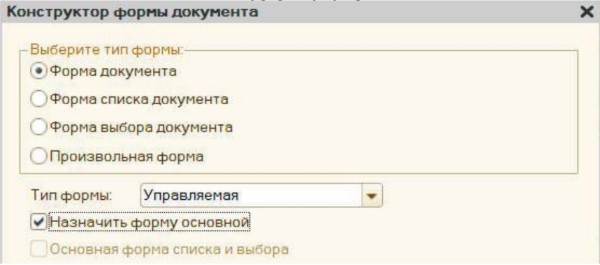 Конструктор формы документа
Выберите тип формы:
Форма документа
Форма списка документа
Форма выбора документа
Произвольная форма
Тип формы: Управляемая
Назначить форму основной
Основная форма списка и выбора